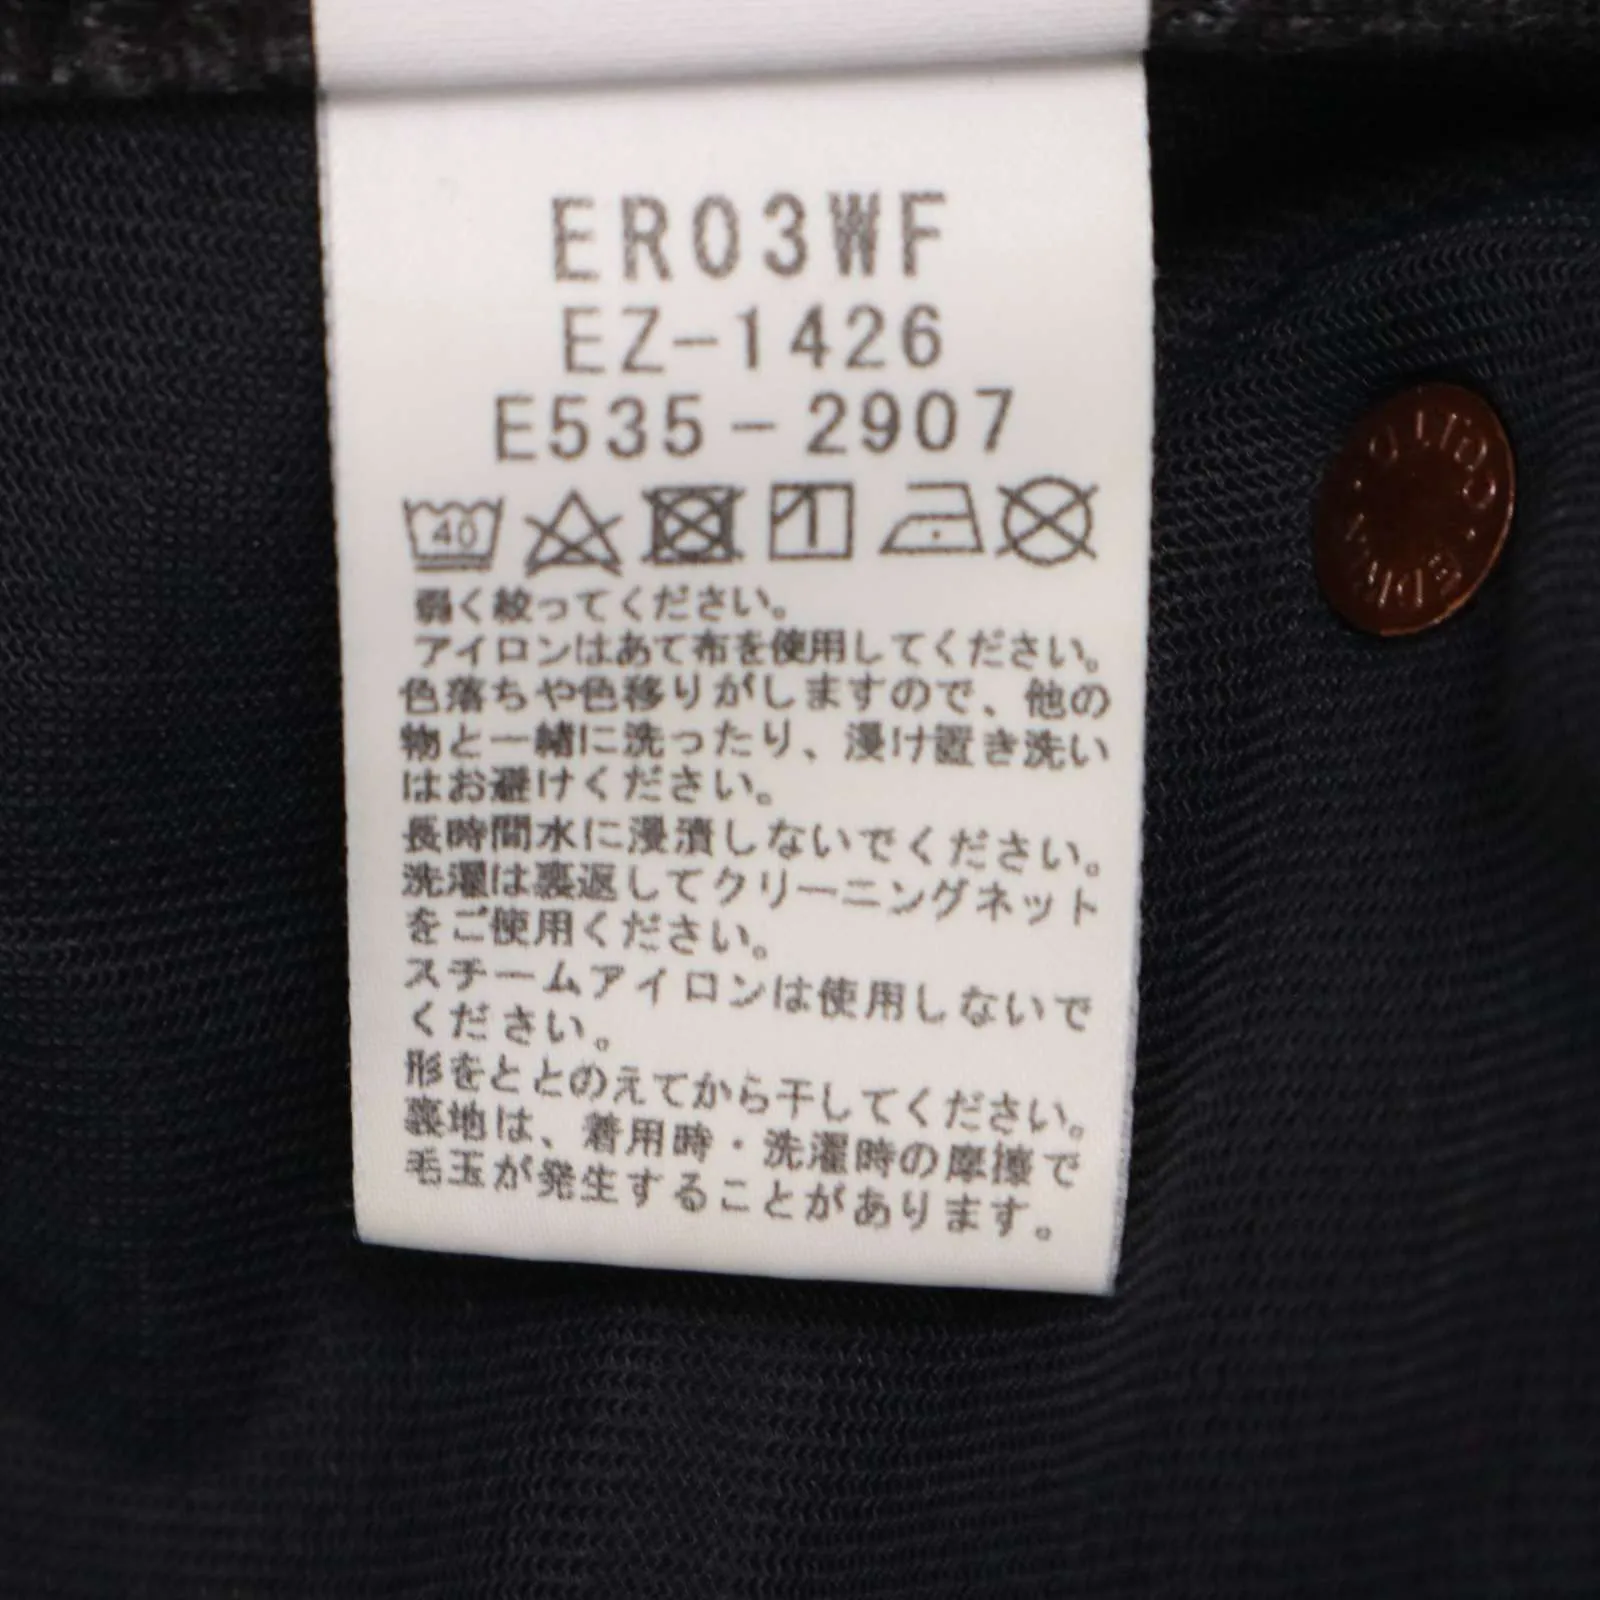 ER03WF
EZ-1426
E535-2907
40
弱く絞ってください。
アイロンはあて布を使用してください。
色落ちや色移りがしますので、他の
物と一緒に洗ったり、浸け置き洗い
はお避けください。
長時間水に浸漬しないでください。
洗濯は裏返してクリーニングネット
をご使用ください。
スチームアイロンは使用しないで
ください。
形をととのえてから干してください。
裏地は、着用時・洗濯時の摩擦で
毛玉が発生することがあります。
CO.LTD.
EDWIN